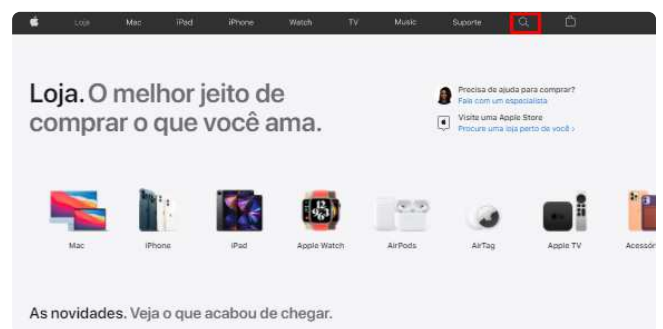 Loja Mac iPad iPhone Watch TV Music Suporte
Loja. O melhor jeito de
comprar o que você ama.
Precisa de ajuda para comprar?
Fale com um especialista
Visite uma Apple Store
Procure uma loja perto de você >
Mac iPhone iPad Apple Watch AirPods AirTag Apple TV Acessór
As novidades. Veja o que acabou de chegar.